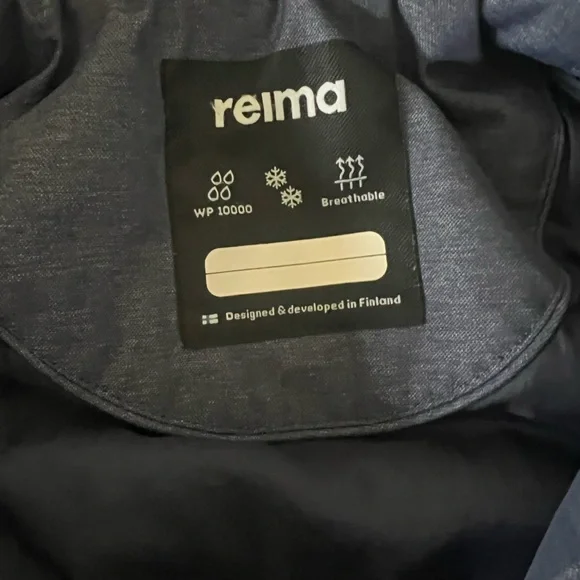 reima
WP 10000
Breathable
Designed & developed in Finland